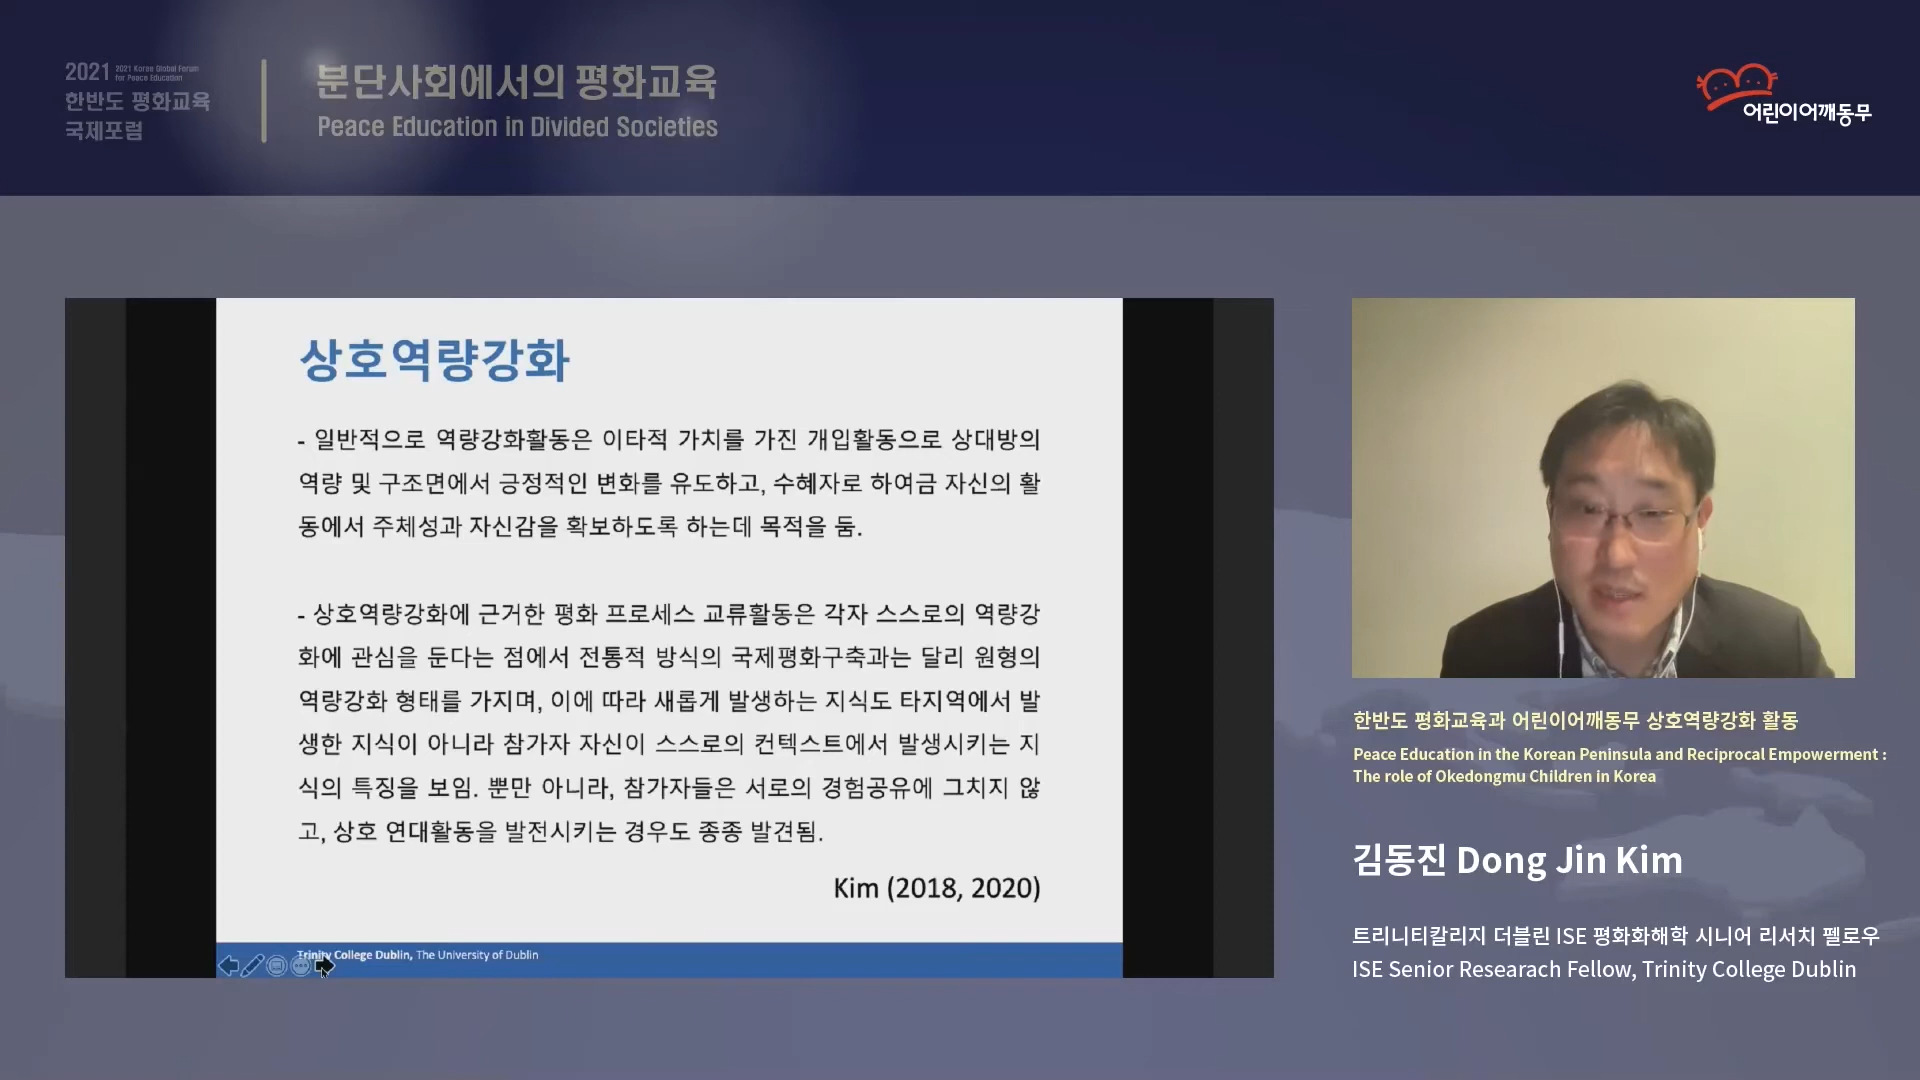 2021 2021 Korea Global Forum
for Peace Education
한반도 평화교육
국제포럼
분단사회에서의 평화교육
Peace Education in Divided Societies
어린이어깨동무
상호역량강화
- 일반적으로 역량강화활동은 이타적 가치를 가진 개입활동으로 상대방의
역량 및 구조면에서 긍정적인 변화를 유도하고, 수혜자로 하여금 자신의 활
동에서 주체성과 자신감을 확보하도록 하는데 목적을 둠.
- 상호역량강화에 근거한 평화 프로세스 교류활동은 각자 스스로의 역량강
화에 관심을 둔다는 점에서 전통적 방식의 국제평화구축과는 달리 원형의
역량강화 형태를 가지며, 이에 따라 새롭게 발생하는 지식도 타지역에서 발
생한 지식이 아니라 참가자 자신이 스스로의 컨텍스트에서 발생시키는 지
식의 특징을 보임. 뿐만 아니라, 참가자들은 서로의 경험공유에 그치지 않
고, 상호 연대활동을 발전시키는 경우도 종종 발견됨.
Kim (2018, 2020)
Trinity College Dublin, The University of Dublin
한반도 평화교육과 어린이어깨동무 상호역량강화 활동
Peace Education in the Korean Peninsula and Reciprocal Empowerment :
The role of Okedongmu Children in Korea
김동진 Dong Jin Kim
트리니티칼리지 더블린 ISE 평화화해학 시니어 리서치 펠로우
ISE Senior Researach Fellow, Trinity College Dublin